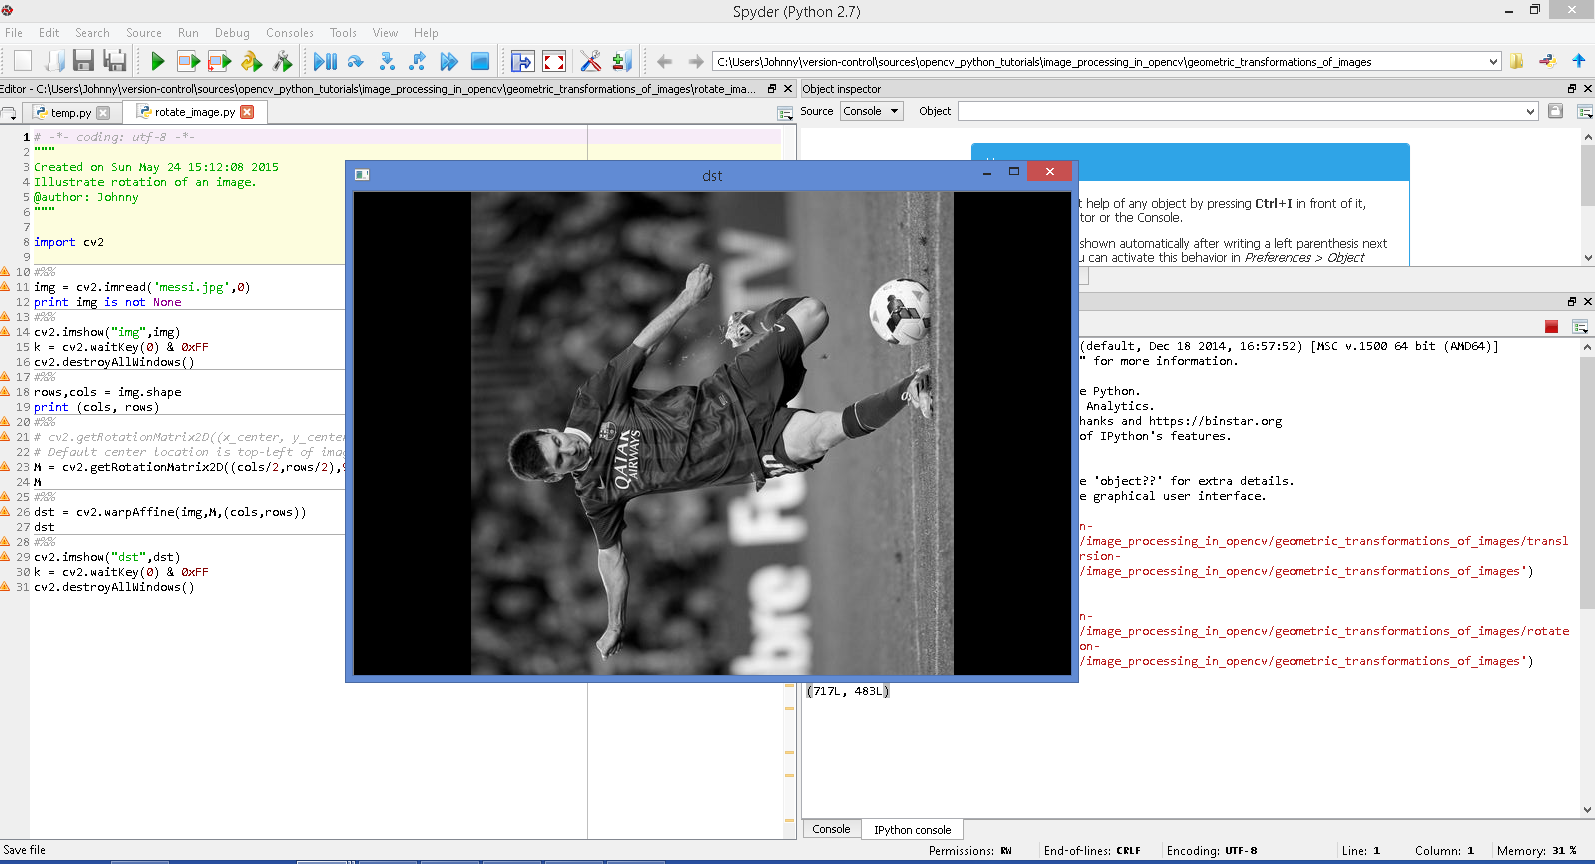 Spyder (Python 2.7)
File Edit Search Source Run Debug Consoles Tools View Help
C:\Users\Johnny\version-control\sources\opencv_python_tutorials\image_processing_in_opencv\geometric_transformations_of_images
Editor - C:\Users\Johnny\version-control\sources\opencv_python_tutorials\image_processing_in_opencv\geometric_transformations_of_images\rotate_ima...
temp.py rotate_image.py
1 # -*- coding: utf-8 -*-
2 """
3 Created on Sun May 24 15:12:08 2015
4 Illustrate rotation of an image.
5 @author: Johnny
6 """
7
8 import cv2
9
10 #%%
11 img = cv2.imread('messi.jpg',0)
12 print img is not None
13 #%%
14 cv2.imshow("img",img)
15 k = cv2.waitKey(0) & 0xFF
16 cv2.destroyAllWindows()
17 #%%
18 rows,cols = img.shape
19 print (cols, rows)
20 #%%
21 # cv2.getRotationMatrix2D((x_center, y_center
22 # Default center location is top-left of imag
23 M = cv2.getRotationMatrix2D((cols/2,rows/2),9
24 M
25 #%%
26 dst = cv2.warpAffine(img,M,(cols,rows))
27 dst
28 #%%
29 cv2.imshow("dst",dst)
30 k = cv2.waitKey(0) & 0xFF
31 cv2.destroyAllWindows()
dst
QATAR
AIRWAYS
Object inspector
Source Console Object
t help of any object by pressing Ctrl+I in front of it,
tor or the Console.
shown automatically after writing a left parenthesis next
u can activate this behavior in Preferences > Object
(default, Dec 18 2014, 16:57:52) [MSC v.1500 64 bit (AMD64)]
" for more information.
e Python.
Analytics.
hanks and https://binstar.org
of IPython's features.
e 'object??' for extra details.
e graphical user interface.
n-
/image_processing_in_opencv/geometric_transformations_of_images/transl
rsion-
/image_processing_in_opencv/geometric_transformations_of_images')
n-
/image_processing_in_opencv/geometric_transformations_of_images/rotate
on-
/image_processing_in_opencv/geometric_transformations_of_images')
(717L, 483L)
Console IPython console
Save file
Permissions: RW End-of-lines: CRLF Encoding: UTF-8 Line: 1 Column: 1 Memory: 31 %